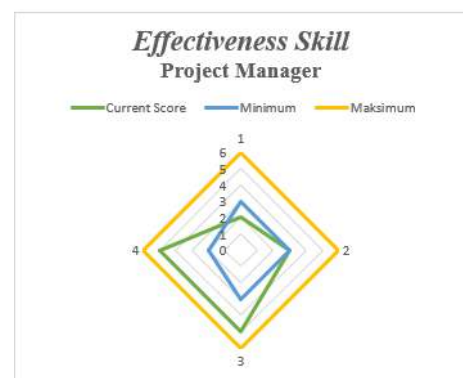 Effectiveness Skill
Project Manager
Current Score Minimum Maksimum
1
6
5
4
3
2
1
4 0 2
3